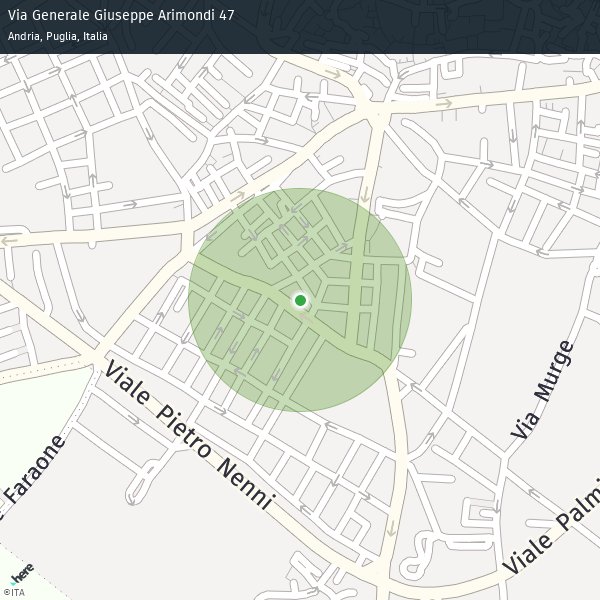 Via Generale Giuseppe Arimondi 47
Andria, Puglia, Italia
Via Murge
Viale Pietro Nenni
Faraone
Viale Palmi
here
©ITA